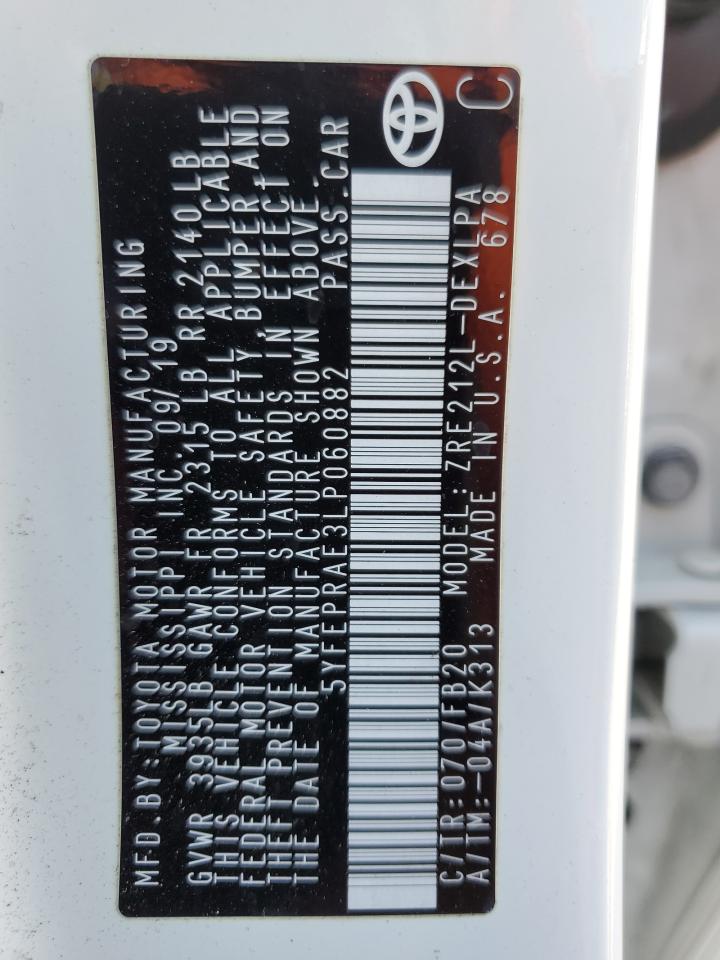 MFD.BY:TOYOTA MOTOR MANUFACTURING
MISSISSIPPI INC.09/19
GVWR 3935LB GAWR FR 2315 LB RR 2140LB
THIS VEHICLE CONFORMS TO ALL APPLICABLE
FEDERAL MOTOR VEHICLE SAFETY, BUMPER AND
THEFT PREVENTION STANDARDS IN EFFECT ON
THE DATE OF MANUFACTURE SHOWN ABOVE.
5YFEPRAE3LP060882 PASS.CAR
C/TR:070/FB20 MODEL:ZRE212L-DEXLPA
A/TM:-04A/K313 MADE IN U.S.A. 678
C